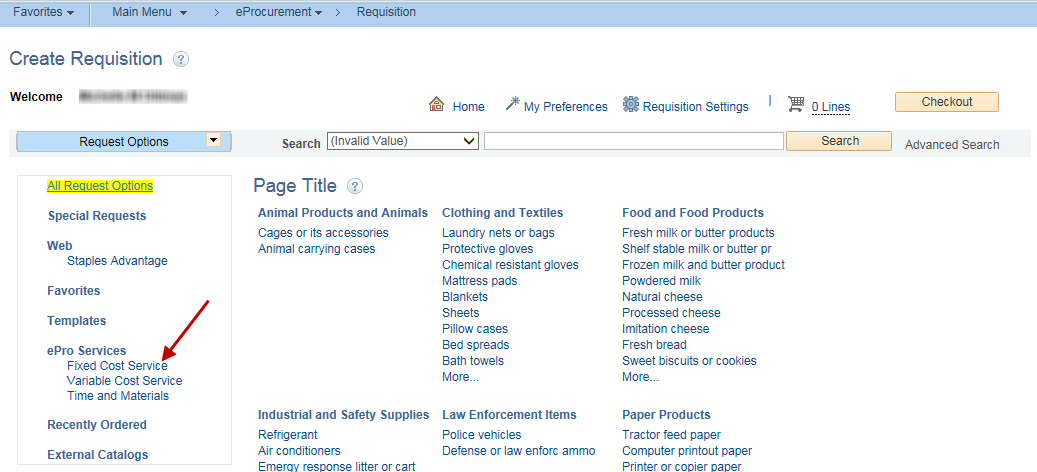 Favorites Main Menu > eProcurement > Requisition
Create Requisition ?
Welcome
Home My Preferences Requisition Settings 0 Lines Checkout
Request Options Search (Invalid Value) Search Advanced Search
All Request Options
Special Requests
Web
Staples Advantage
Favorites
Templates
ePro Services
Fixed Cost Service
Variable Cost Service
Time and Materials
Recently Ordered
External Catalogs
Page Title ?
Animal Products and Animals
Cages or its accessories
Animal carrying cases
Clothing and Textiles
Laundry nets or bags
Protective gloves
Chemical resistant gloves
Mattress pads
Blankets
Sheets
Pillow cases
Bed spreads
Bath towels
More...
Food and Food Products
Fresh milk or butter products
Shelf stable milk or butter pr
Frozen milk and butter product
Powdered milk
Natural cheese
Processed cheese
Imitation cheese
Fresh bread
Sweet biscuits or cookies
More...
Industrial and Safety Supplies
Refrigerant
Air conditioners
Emergy response litter or cart
Law Enforcement Items
Police vehicles
Defense or law enforc ammo
Paper Products
Tractor feed paper
Computer printout paper
Printer or copier paper